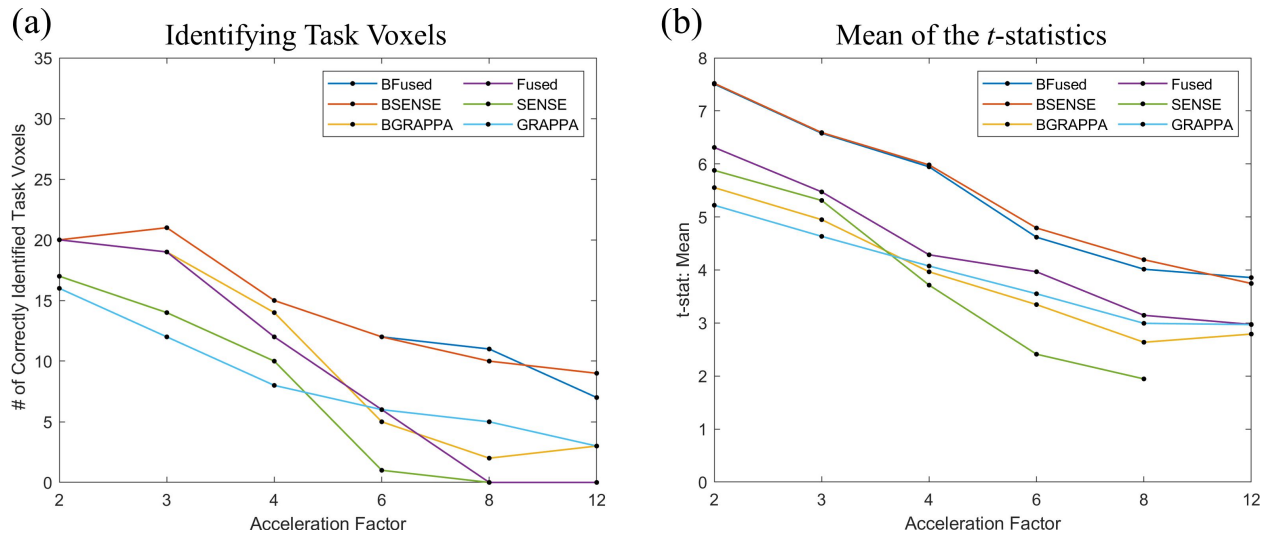 (a)
Identifying Task Voxels
35
30
25
20
15
10
5
0
# of Correctly Identified Task Voxels
BFused Fused
BSENSE SENSE
BGRAPPA GRAPPA
2 3 4 6 8 12
Acceleration Factor
(b)
Mean of the t-statistics
8
7
6
5
4
3
2
1
0
t-stat: Mean
BFused Fused
BSENSE SENSE
BGRAPPA GRAPPA
2 3 4 6 8 12
Acceleration Factor